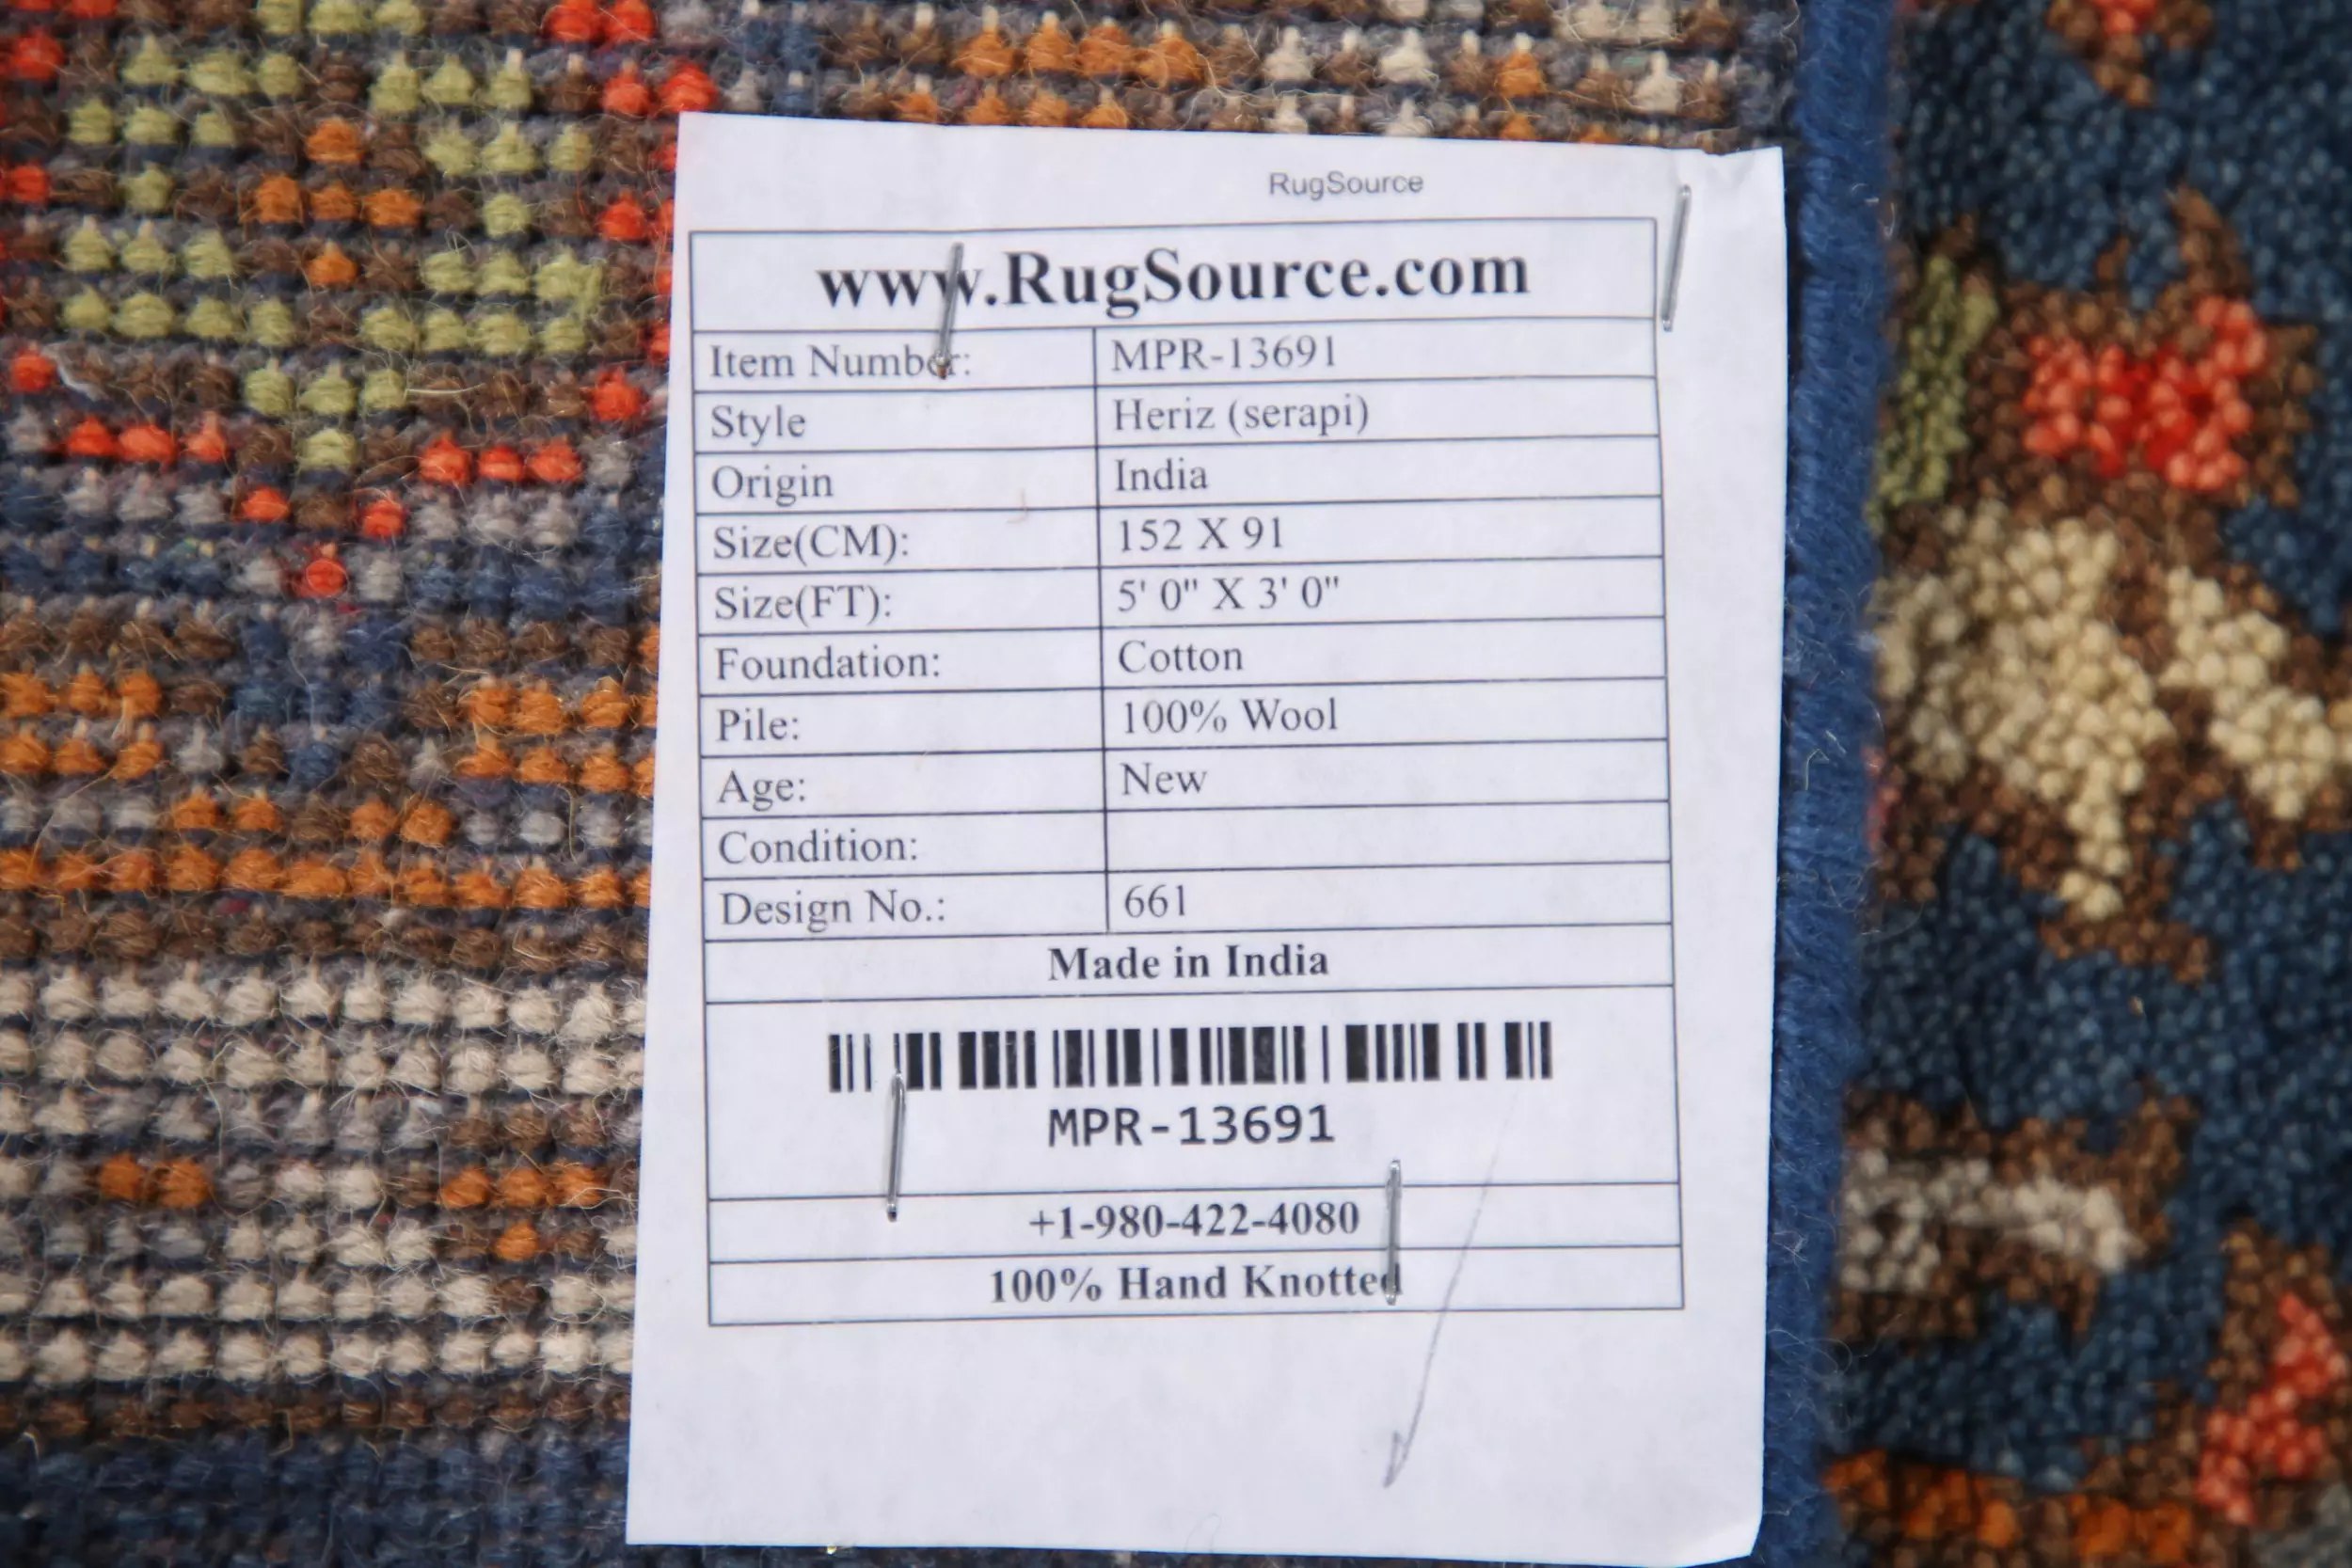 RugSource
www.RugSource.com
Item Number: MPR-13691
Style Heriz (serapi)
Origin India
Size(CM): 152 X 91
Size(FT): 5' 0" X 3' 0"
Foundation: Cotton
Pile: 100% Wool
Age: New
Condition:
Design No.: 661
Made in India
MPR-13691
+1-980-422-4080
100% Hand Knotted